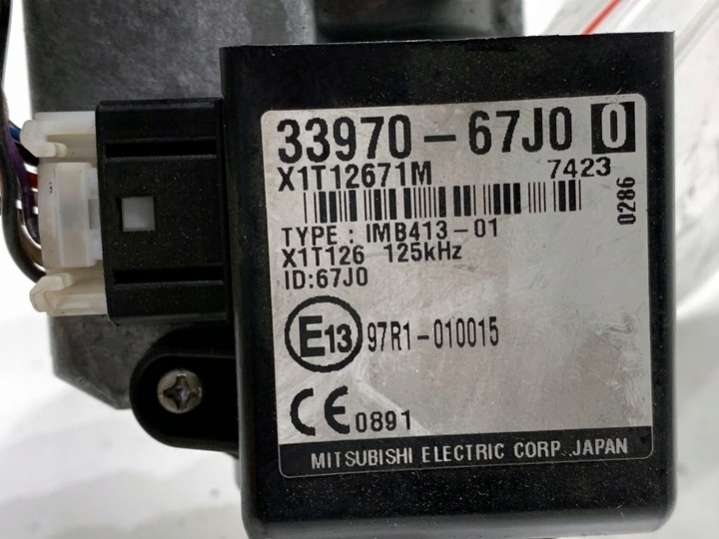 33970-67J0 0
X1T12671M 7423
0286
TYPE : IMB413-01
X1T126 125kHz
ID:67J0
E13 97R1-010015
CE 0891
MITSUBISHI ELECTRIC CORP. JAPAN